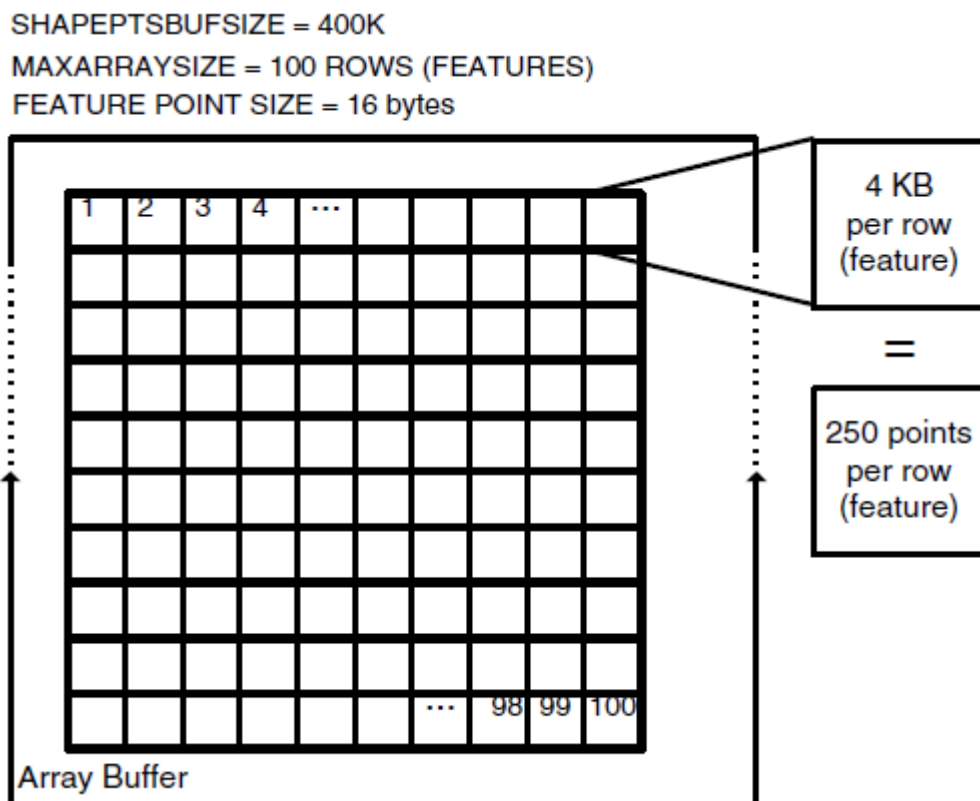 SHAPEPTSBUFSIZE = 400K
MAXARRAYSIZE = 100 ROWS (FEATURES)
FEATURE POINT SIZE = 16 bytes
1 2 3 4 ...
4 KB
per row
(feature)
=
250 points
per row
(feature)
... 98 99 100
Array Buffer